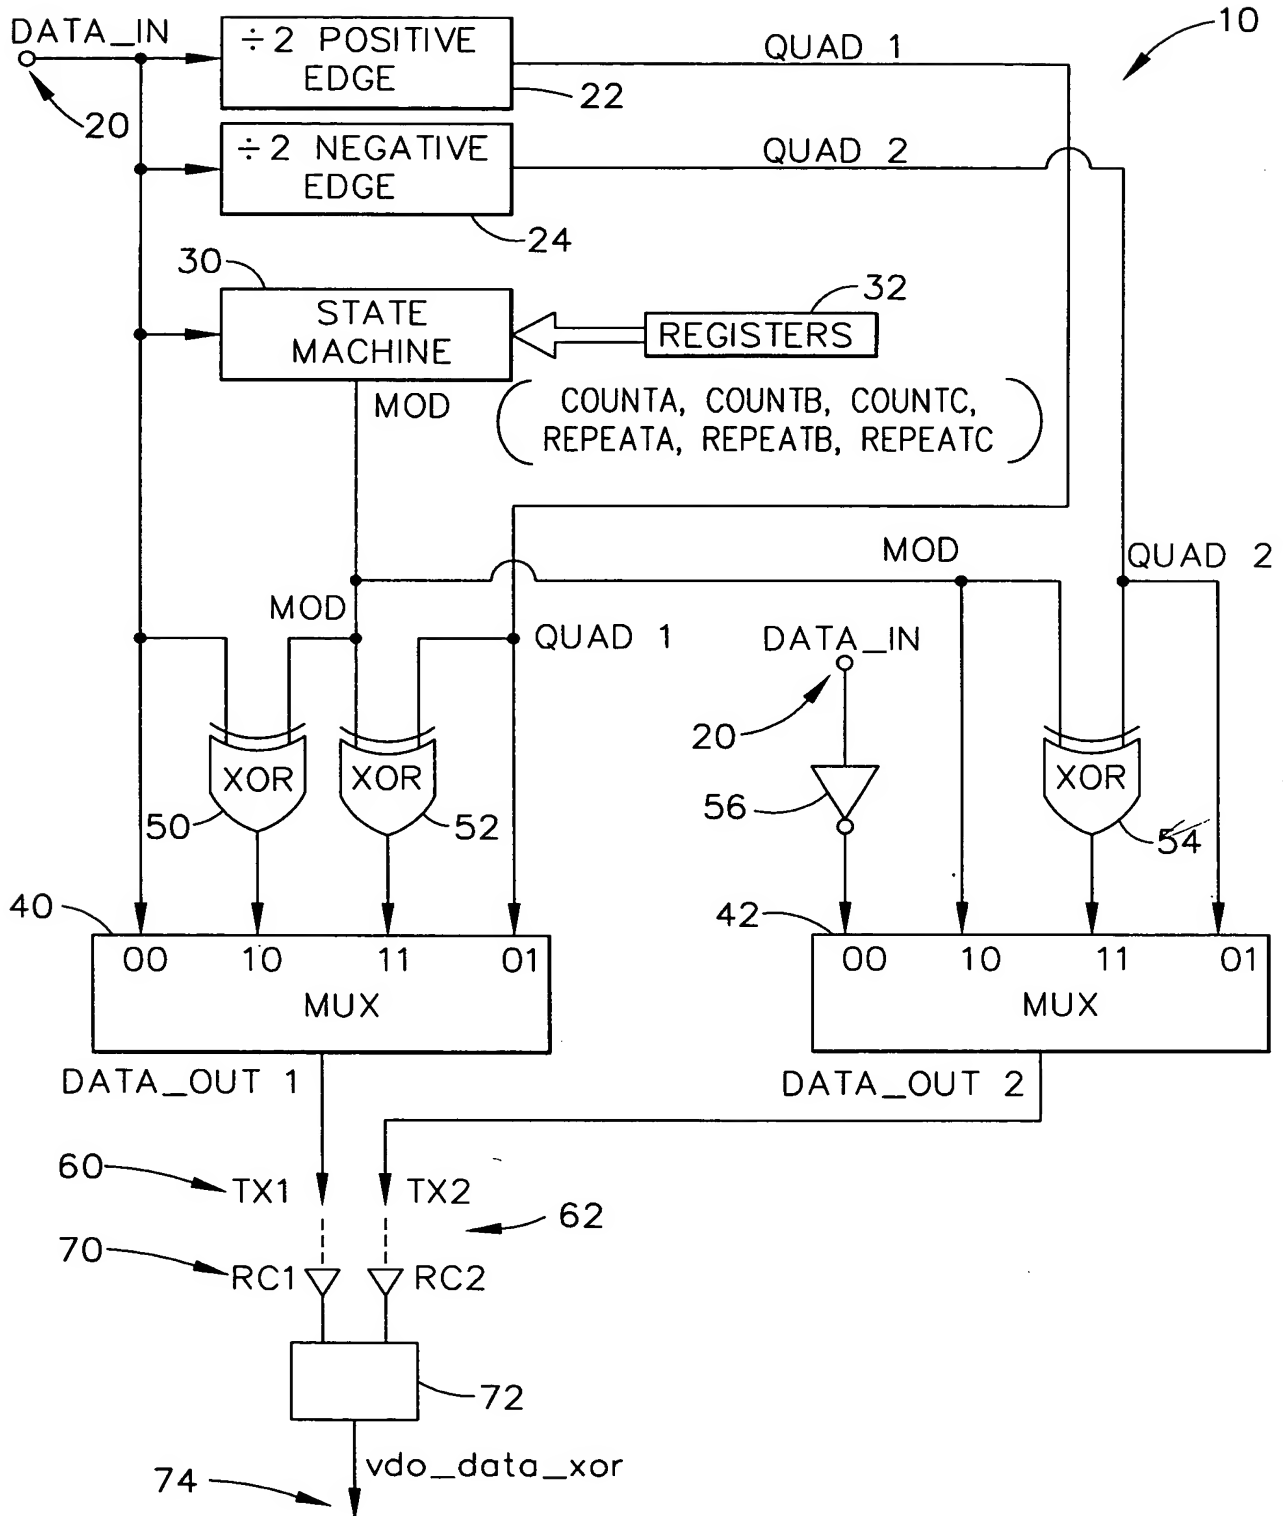 DATA_IN
÷2 POSITIVE
EDGE
QUAD 1
10
20
22
÷2 NEGATIVE
EDGE
QUAD 2
24
30
32
STATE
MACHINE
REGISTERS
MOD
COUNTA, COUNTB, COUNTC,
REPEATA, REPEATB, REPEATC
MOD
QUAD 2
MOD
QUAD 1
DATA_IN
20
XOR
XOR
XOR
50
52
56
54
40
42
00 10 11 01
00 10 11 01
MUX
MUX
DATA_OUT 1
DATA_OUT 2
60
TX1
TX2
62
70
RC1
RC2
72
vdo_data_xor
74